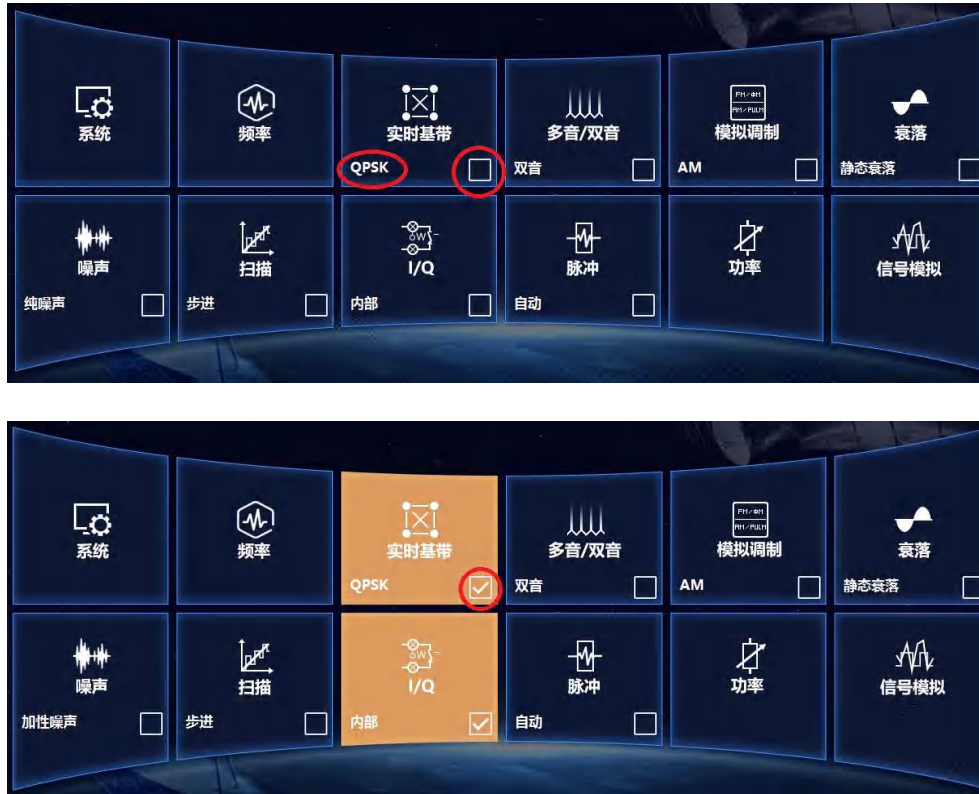 系统
频率
实时基带
多音/双音
FM/ΦM
AM/PULM
模拟调制
衰落
QPSK
双音
AM
静态衰落
噪声
扫描
SW
I/Q
脉冲
功率
信号模拟
纯噪声
步进
内部
自动
系统
频率
实时基带
多音/双音
FM/ΦM
AM/PULM
模拟调制
衰落
QPSK
双音
AM
静态衰落
噪声
扫描
SW
I/Q
脉冲
功率
信号模拟
加性噪声
步进
内部
自动